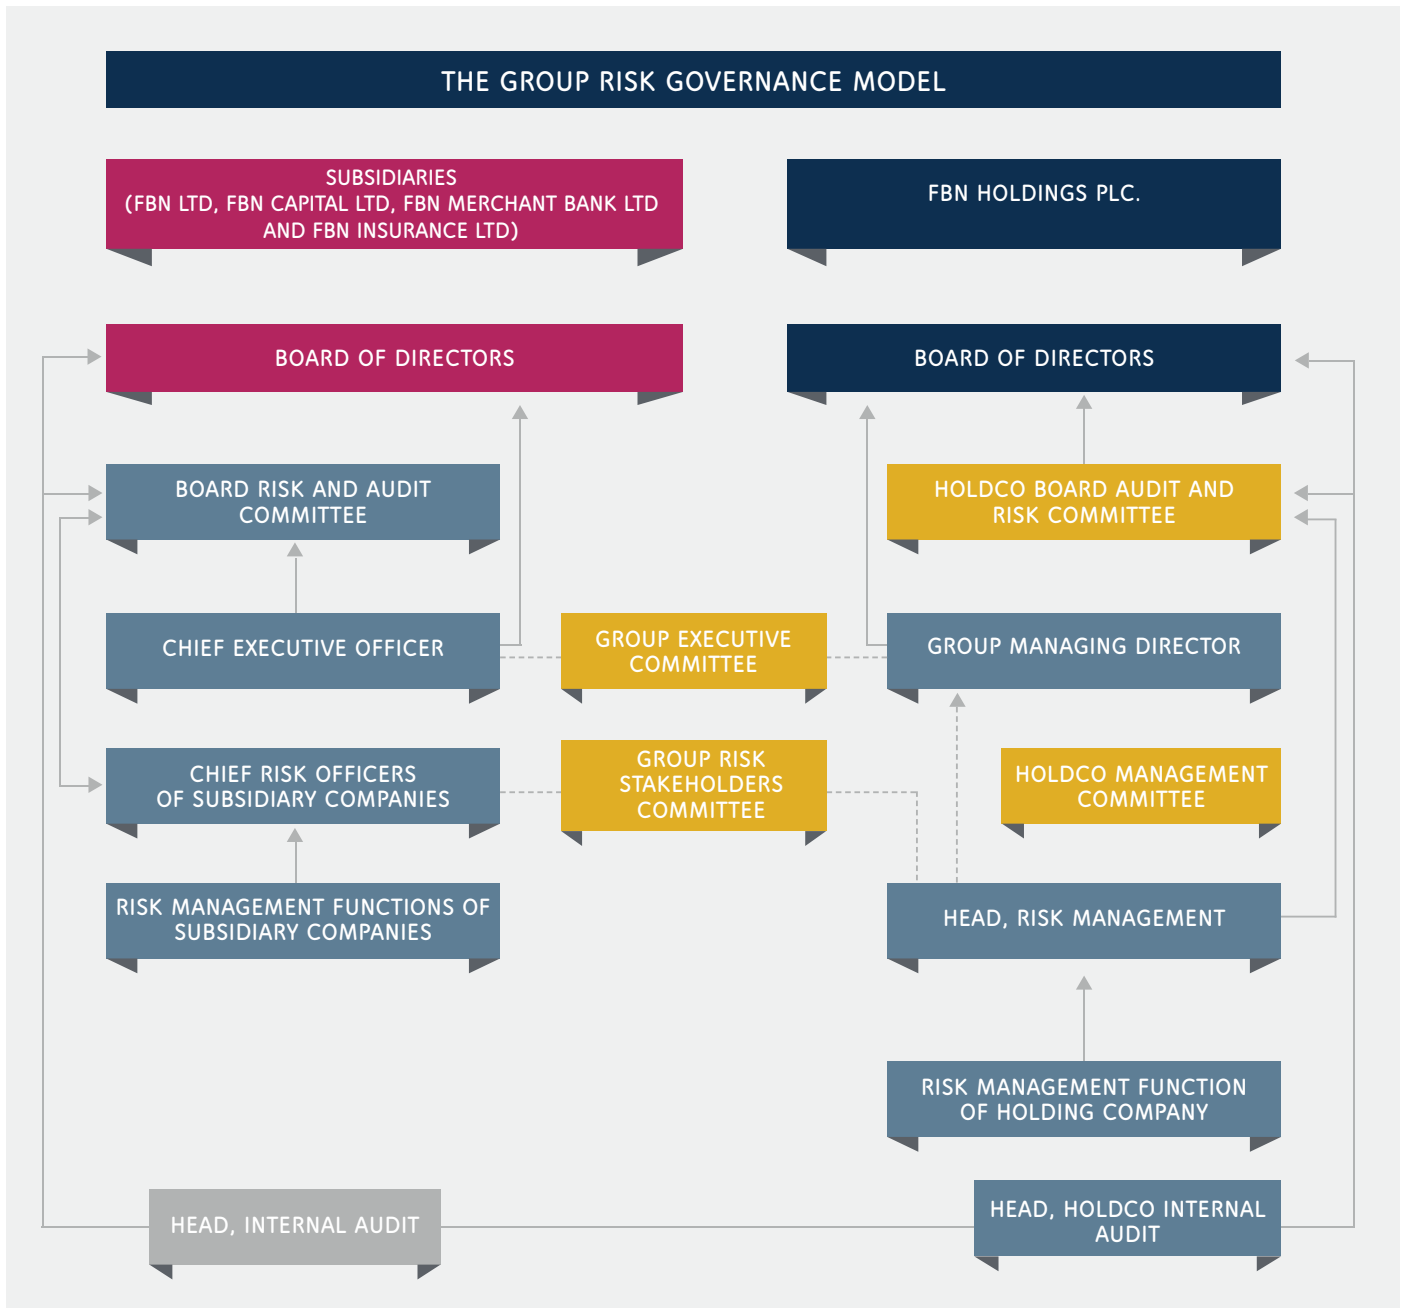 THE GROUP RISK GOVERNANCE MODEL
SUBSIDIARIES
(FBN LTD, FBN CAPITAL LTD, FBN MERCHANT BANK LTD
AND FBN INSURANCE LTD)
FBN HOLDINGS PLC.
BOARD OF DIRECTORS
BOARD OF DIRECTORS
BOARD RISK AND AUDIT
COMMITTEE
HOLDCO BOARD AUDIT AND
RISK COMMITTEE
CHIEF EXECUTIVE OFFICER
GROUP EXECUTIVE
COMMITTEE
GROUP MANAGING DIRECTOR
CHIEF RISK OFFICERS
OF SUBSIDIARY COMPANIES
GROUP RISK
STAKEHOLDERS
COMMITTEE
HOLDCO MANAGEMENT
COMMITTEE
RISK MANAGEMENT FUNCTIONS OF
SUBSIDIARY COMPANIES
HEAD, RISK MANAGEMENT
RISK MANAGEMENT FUNCTION
OF HOLDING COMPANY
HEAD, INTERNAL AUDIT
HEAD, HOLDCO INTERNAL
AUDIT